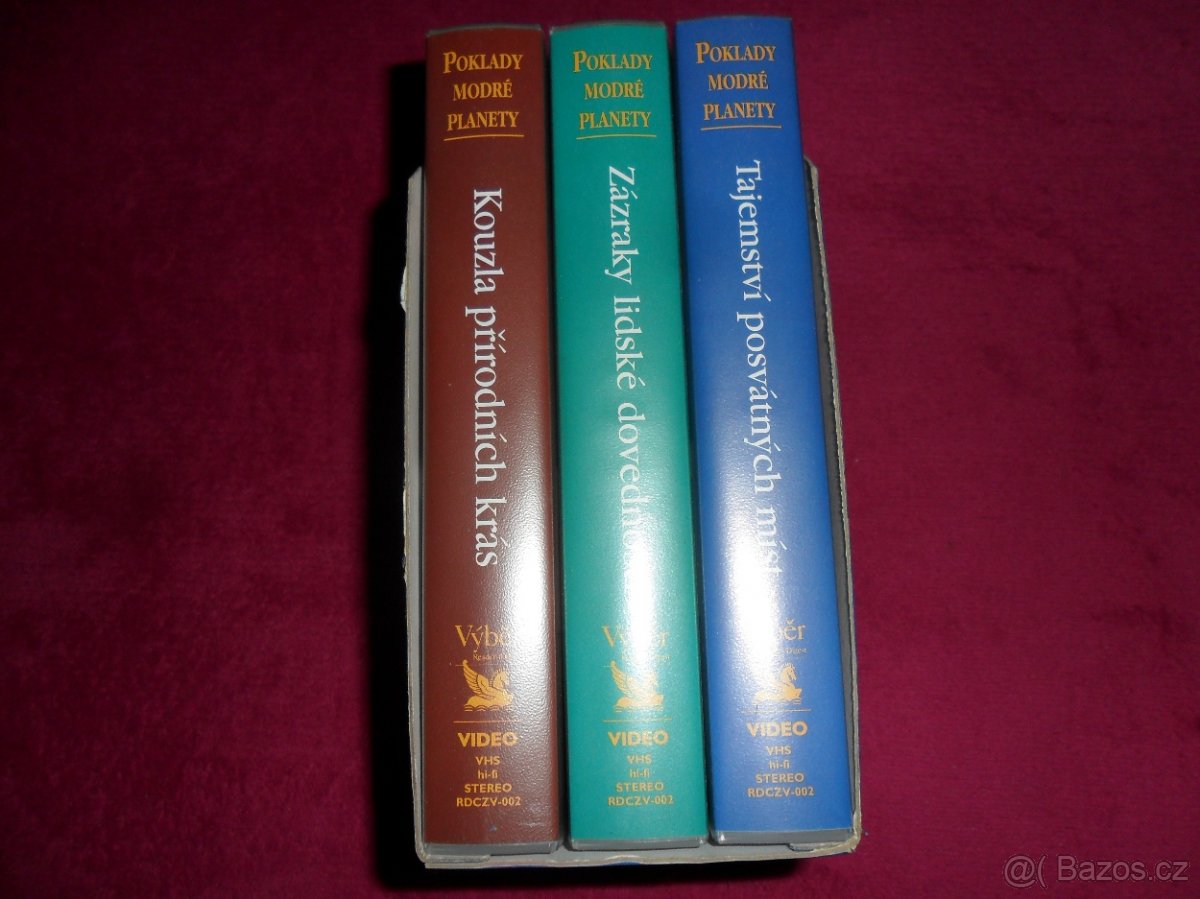 POKLADY
MODRÉ
PLANETY
Kouzla přírodních krás
VIDEO
VHS
hi-fi
STEREO
RDCZV-002
POKLADY
MODRÉ
PLANETY
Zázraky lidské
VIDEO
VHS
hi-fi
STEREO
RDCZV-002
POKLADY
MODRÉ
PLANETY
Tajemství posvátných míst
Digest
VIDEO
VHS
hi-fi
STEREO
RDCZV-002
Bazos.cz